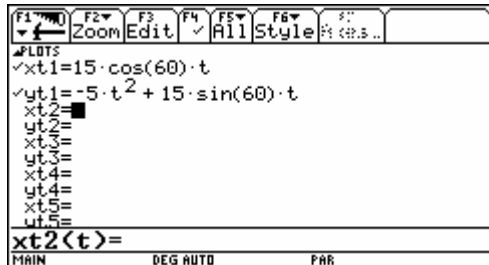 F1 F2 Zoom F3 Edit F4 ✓ F5 All F6 Style
PLOTS
✓xt1=15·cos(60)·t
✓yt1=-5·t²+15·sin(60)·t
xt2=
yt2=
xt3=
yt3=
xt4=
yt4=
xt5=
yt5=
xt2(t)=
MAIN DEG AUTO PAR